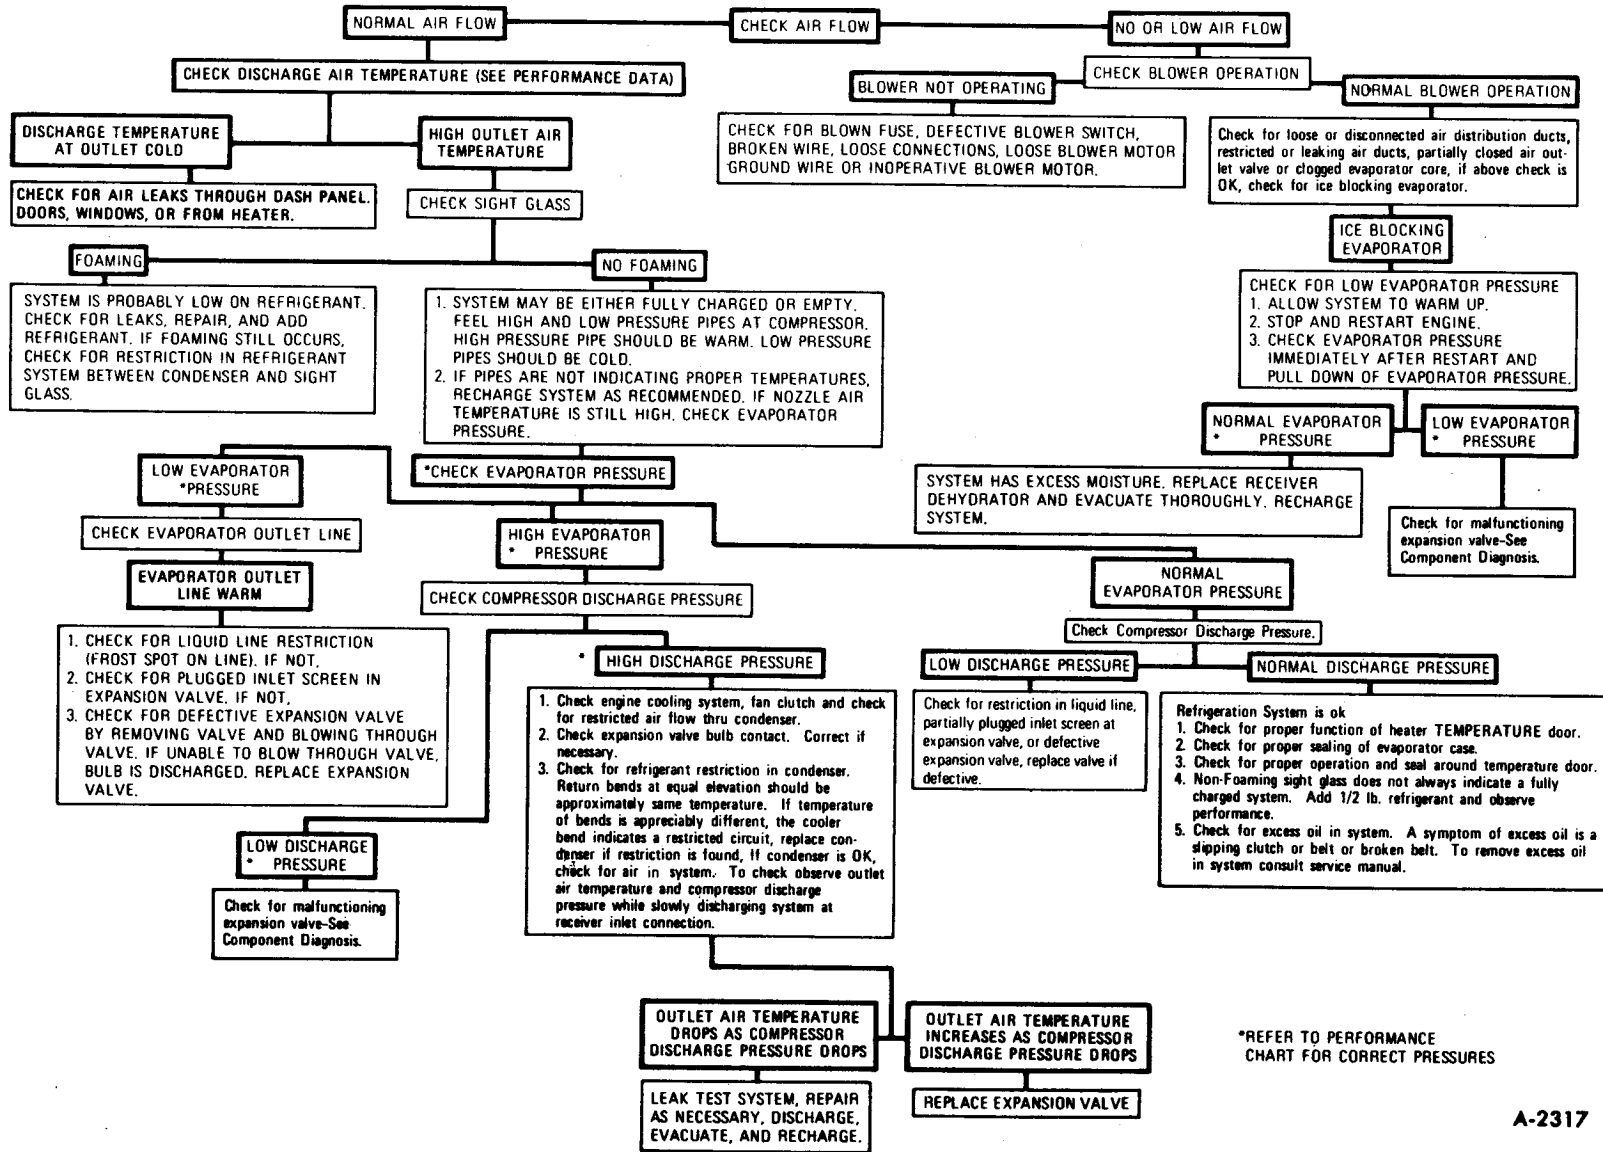 NORMAL AIR FLOW
CHECK AIR FLOW
NO OR LOW AIR FLOW
CHECK DISCHARGE AIR TEMPERATURE (SEE PERFORMANCE DATA)
CHECK BLOWER OPERATION
BLOWER NOT OPERATING
NORMAL BLOWER OPERATION
DISCHARGE TEMPERATURE
AT OUTLET COLD
HIGH OUTLET AIR
TEMPERATURE
CHECK FOR BLOWN FUSE, DEFECTIVE BLOWER SWITCH,
BROKEN WIRE, LOOSE CONNECTIONS, LOOSE BLOWER MOTOR
GROUND WIRE OR INOPERATIVE BLOWER MOTOR.
Check for loose or disconnected air distribution ducts,
restricted or leaking air ducts, partially closed air out-
let valve or clogged evaporator core, if above check is
OK, check for ice blocking evaporator.
CHECK FOR AIR LEAKS THROUGH DASH PANEL.
DOORS, WINDOWS, OR FROM HEATER.
CHECK SIGHT GLASS
ICE BLOCKING
EVAPORATOR
FOAMING
NO FOAMING
SYSTEM IS PROBABLY LOW ON REFRIGERANT.
CHECK FOR LEAKS, REPAIR, AND ADD
REFRIGERANT. IF FOAMING STILL OCCURS,
CHECK FOR RESTRICTION IN REFRIGERANT
SYSTEM BETWEEN CONDENSER AND SIGHT
GLASS.
1. SYSTEM MAY BE EITHER FULLY CHARGED OR EMPTY.
FEEL HIGH AND LOW PRESSURE PIPES AT COMPRESSOR.
HIGH PRESSURE PIPE SHOULD BE WARM. LOW PRESSURE
PIPES SHOULD BE COLD.
2. IF PIPES ARE NOT INDICATING PROPER TEMPERATURES,
RECHARGE SYSTEM AS RECOMMENDED. IF NOZZLE AIR
TEMPERATURE IS STILL HIGH. CHECK EVAPORATOR
PRESSURE.
CHECK FOR LOW EVAPORATOR PRESSURE
1. ALLOW SYSTEM TO WARM UP.
2. STOP AND RESTART ENGINE.
3. CHECK EVAPORATOR PRESSURE
IMMEDIATELY AFTER RESTART AND
PULL DOWN OF EVAPORATOR PRESSURE.
NORMAL EVAPORATOR
* PRESSURE
LOW EVAPORATOR
* PRESSURE
LOW EVAPORATOR
*PRESSURE
*CHECK EVAPORATOR PRESSURE
SYSTEM HAS EXCESS MOISTURE. REPLACE RECEIVER
DEHYDRATOR AND EVACUATE THOROUGHLY. RECHARGE
SYSTEM.
Check for malfunctioning
expansion valve-See
Component Diagnosis.
CHECK EVAPORATOR OUTLET LINE
HIGH EVAPORATOR
* PRESSURE
EVAPORATOR OUTLET
LINE WARM
NORMAL
EVAPORATOR PRESSURE
CHECK COMPRESSOR DISCHARGE PRESSURE
Check Compressor Discharge Pressure.
1. CHECK FOR LIQUID LINE RESTRICTION
(FROST SPOT ON LINE). IF NOT,
2. CHECK FOR PLUGGED INLET SCREEN IN
EXPANSION VALVE. IF NOT,
3. CHECK FOR DEFECTIVE EXPANSION VALVE
BY REMOVING VALVE AND BLOWING THROUGH
VALVE. IF UNABLE TO BLOW THROUGH VALVE,
BULB IS DISCHARGED. REPLACE EXPANSION
VALVE.
* HIGH DISCHARGE PRESSURE
LOW DISCHARGE PRESSURE
NORMAL DISCHARGE PRESSURE
1. Check engine cooling system, fan clutch and check
for restricted air flow thru condenser.
2. Check expansion valve bulb contact. Correct if
necessary.
3. Check for refrigerant restriction in condenser.
Return bends at equal elevation should be
approximately same temperature. If temperature
of bends is appreciably different, the cooler
bend indicates a restricted circuit, replace con-
denser if restriction is found, If condenser is OK,
check for air in system. To check observe outlet
air temperature and compressor discharge
pressure while slowly discharging system at
receiver inlet connection.
Check for restriction in liquid line,
partially plugged inlet screen at
expansion valve, or defective
expansion valve, replace valve if
defective.
Refrigeration System is ok
1. Check for proper function of heater TEMPERATURE door.
2. Check for proper sealing of evaporator case.
3. Check for proper operation and seal around temperature door.
4. Non-Foaming sight glass does not always indicate a fully
charged system. Add 1/2 lb. refrigerant and observe
performance.
5. Check for excess oil in system. A symptom of excess oil is a
slipping clutch or belt or broken belt. To remove excess oil
in system consult service manual.
LOW DISCHARGE
* PRESSURE
Check for malfunctioning
expansion valve-See
Component Diagnosis.
OUTLET AIR TEMPERATURE
DROPS AS COMPRESSOR
DISCHARGE PRESSURE DROPS
OUTLET AIR TEMPERATURE
INCREASES AS COMPRESSOR
DISCHARGE PRESSURE DROPS
*REFER TO PERFORMANCE
CHART FOR CORRECT PRESSURES
LEAK TEST SYSTEM, REPAIR
AS NECESSARY, DISCHARGE,
EVACUATE, AND RECHARGE.
REPLACE EXPANSION VALVE
A-2317